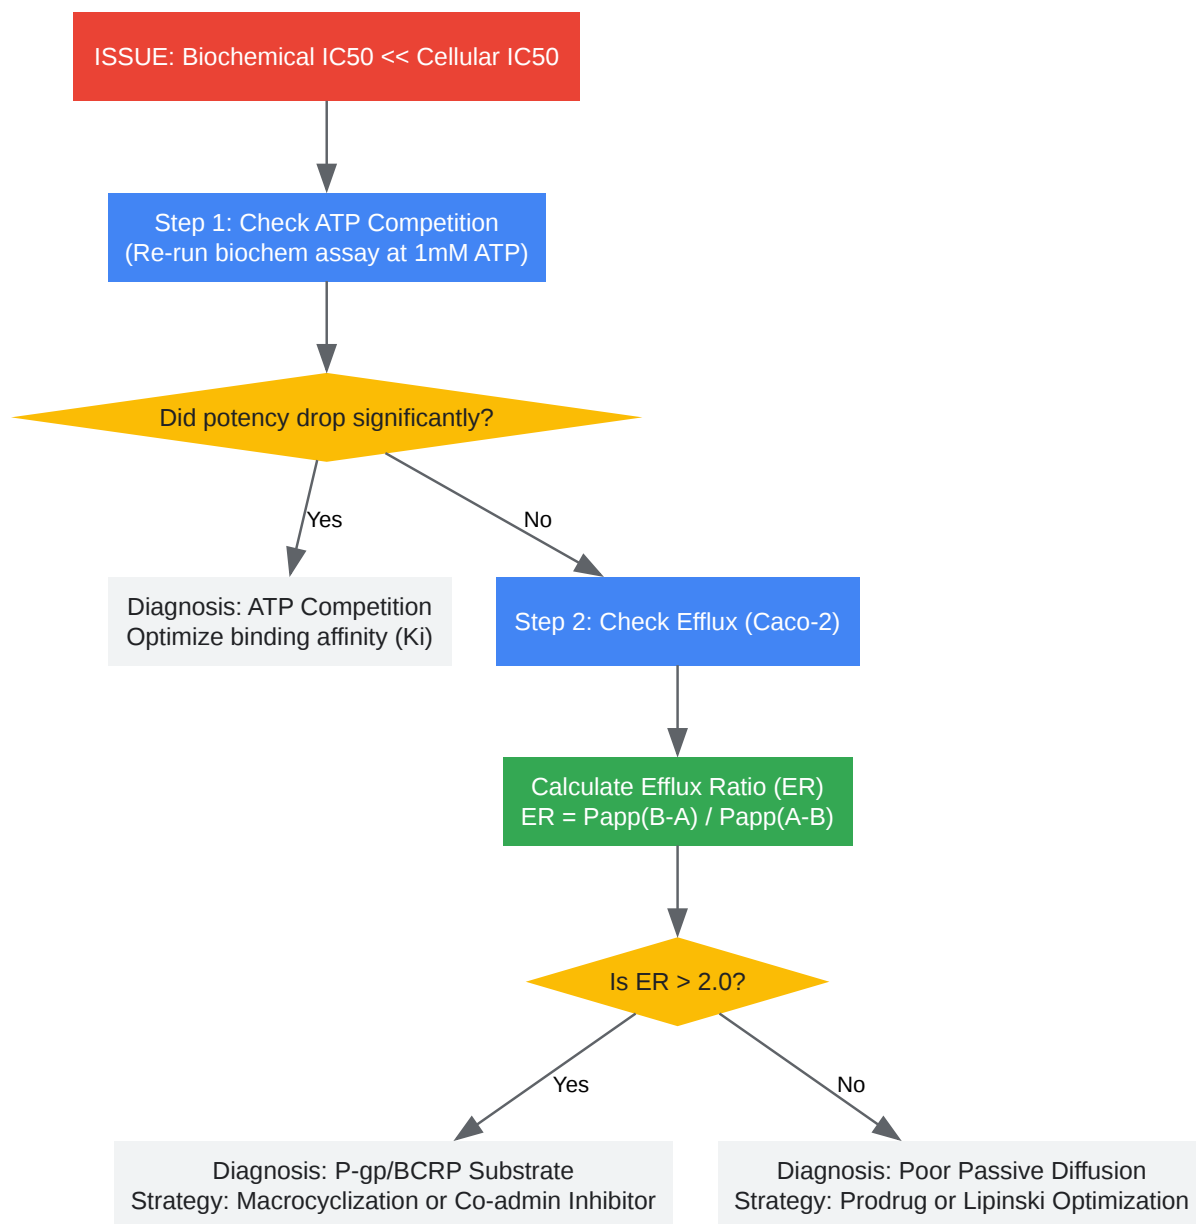 ISSUE: Biochemical IC50 << Cellular IC50
Step 1: Check ATP Competition
(Re-run biochem assay at 1mM ATP)
Did potency drop significantly?
Yes
No
Diagnosis: ATP Competition
Optimize binding affinity (Ki)
Step 2: Check Efflux (Caco-2)
Calculate Efflux Ratio (ER)
ER = Papp(B-A) / Papp(A-B)
Is ER > 2.0?
Yes
No
Diagnosis: P-gp/BCRP Substrate
Strategy: Macrocyclization or Co-admin Inhibitor
Diagnosis: Poor Passive Diffusion
Strategy: Prodrug or Lipinski Optimization